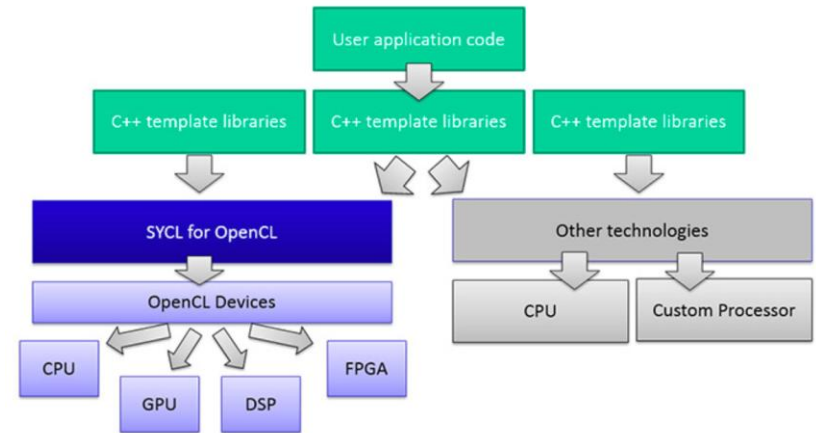 User application code
C++ template libraries
C++ template libraries
C++ template libraries
SYCL for OpenCL
Other technologies
OpenCL Devices
CPU
Custom Processor
CPU
FPGA
GPU
DSP